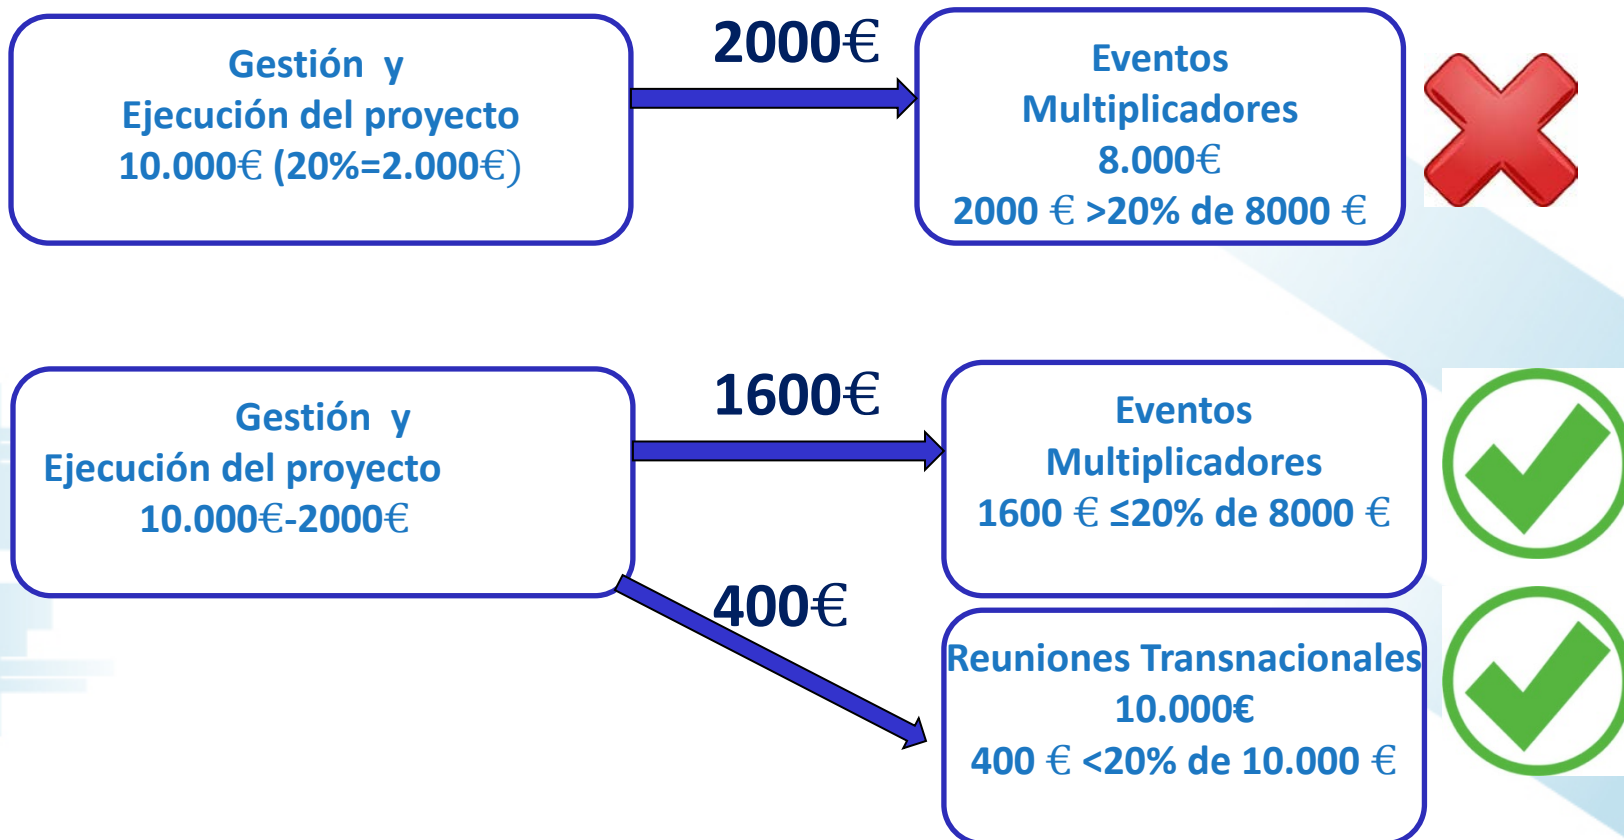 2000€
Gestión y
Ejecución del proyecto
10.000€ (20%=2.000€)
Eventos
Multiplicadores
8.000€
2000 € >20% de 8000 €
1600€
Gestión y
Ejecución del proyecto
10.000€-2000€
Eventos
Multiplicadores
1600 € ≤20% de 8000 €
400€
Reuniones Transnacionales
10.000€
400 € <20% de 10.000 €